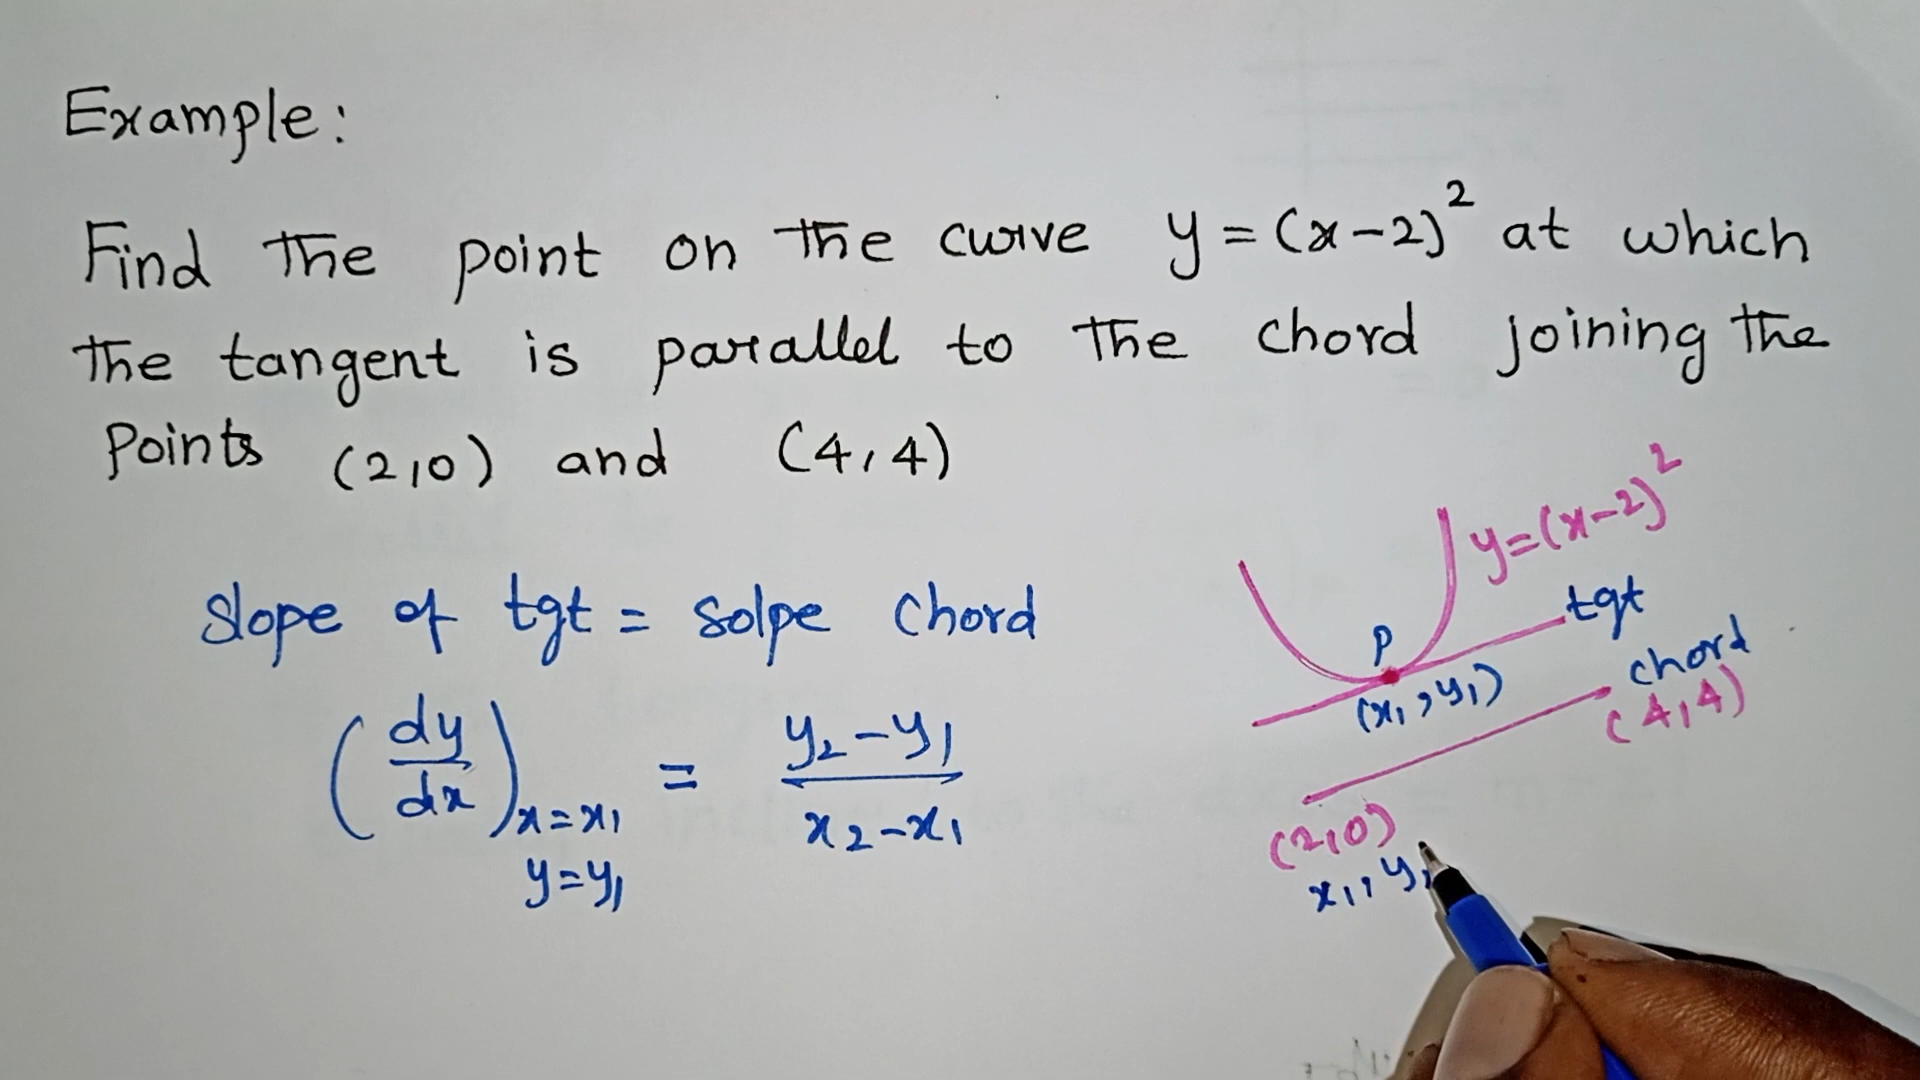 Example:
Find the point on the curve y = (x-2)² at which
the tangent is parallel to the chord joining the
Points (2,0) and (4,4)
Slope of tgt = Solpe Chord
(dy/dx) x=x₁ y=y₁ = (y₂-y₁)/(x₂-x₁)
y=(x-2)²
tgt
P
(x₁, y₁)
chord
(4,4)
(2,0)
x₁, y₁